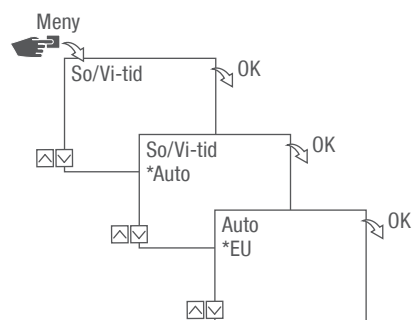 Meny
So/Vi-tid
OK
So/Vi-tid
*Auto
OK
Auto
*EU
OK